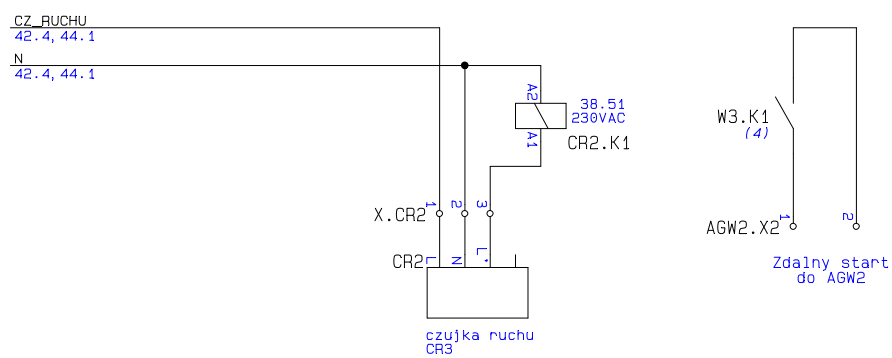 CZ_RUCHU
42.4, 44.1
N
42.4, 44.1
A2
38.51
230VAC
A1
CR2.K1
W3.K1
(4)
X.CR2
1
2
3
AGW2.X2
1
2
CR2
L
N
L'
Zdalny start
do AGW2
czujka ruchu
CR3